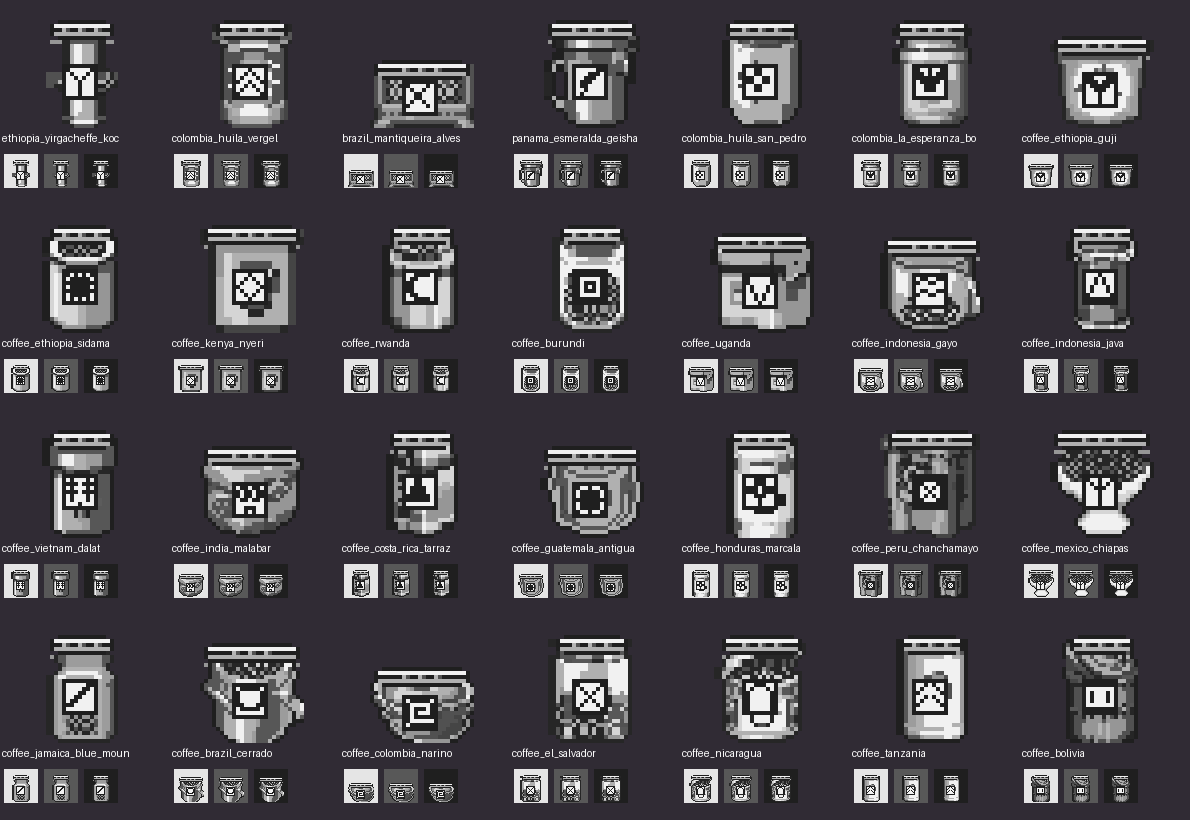 ethiopia_yirgacheffe_koc
colombia_huila_vergel
brazil_mantiqueira_alves
panama_esmeralda_geisha
colombia_huila_san_pedro
colombia_la_esperanza_bo
coffee_ethiopia_guji
coffee_ethiopia_sidama
coffee_kenya_nyeri
coffee_rwanda
coffee_burundi
coffee_uganda
coffee_indonesia_gayo
coffee_indonesia_java
coffee_vietnam_dalat
coffee_india_malabar
coffee_costa_rica_tarraz
coffee_guatemala_antigua
coffee_honduras_marcala
coffee_peru_chanchamayo
coffee_mexico_chiapas
coffee_jamaica_blue_moun
coffee_brazil_cerrado
coffee_colombia_narino
coffee_el_salvador
coffee_nicaragua
coffee_tanzania
coffee_bolivia